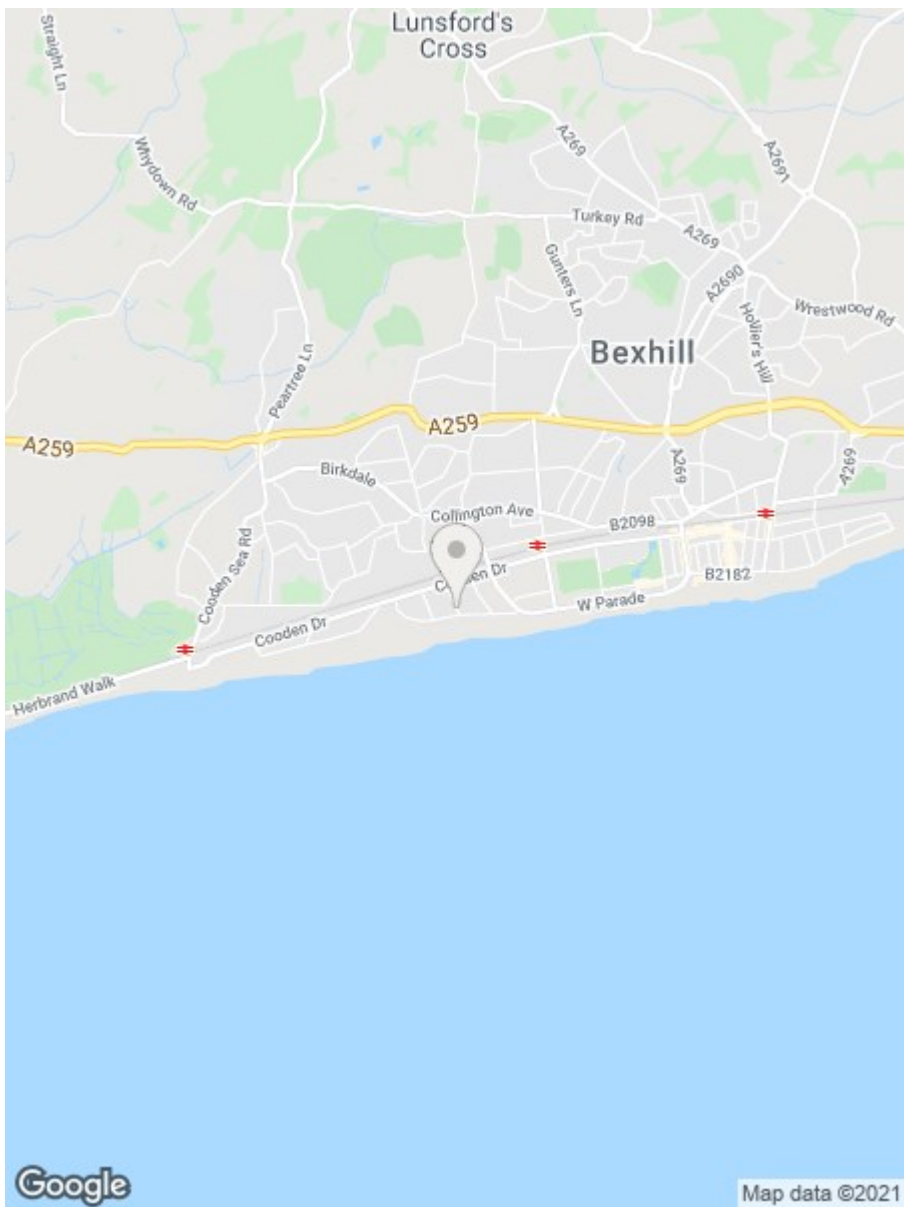 Lunsford's
Cross
Straight Ln
A269
A2691
Whydown Rd
Turkey Rd
A269
Gunters Ln
A2690
Wrestwood Rd
Hollier's Hill
Bexhill
Peartree Ln
A259
A259
Birkdale
A269
A269
Collington Ave
B2098
Cooden Sea Rd
Cooden Dr
B2182
W Parade
Cooden Dr
Herbrand Walk
Google
Map data ©2021